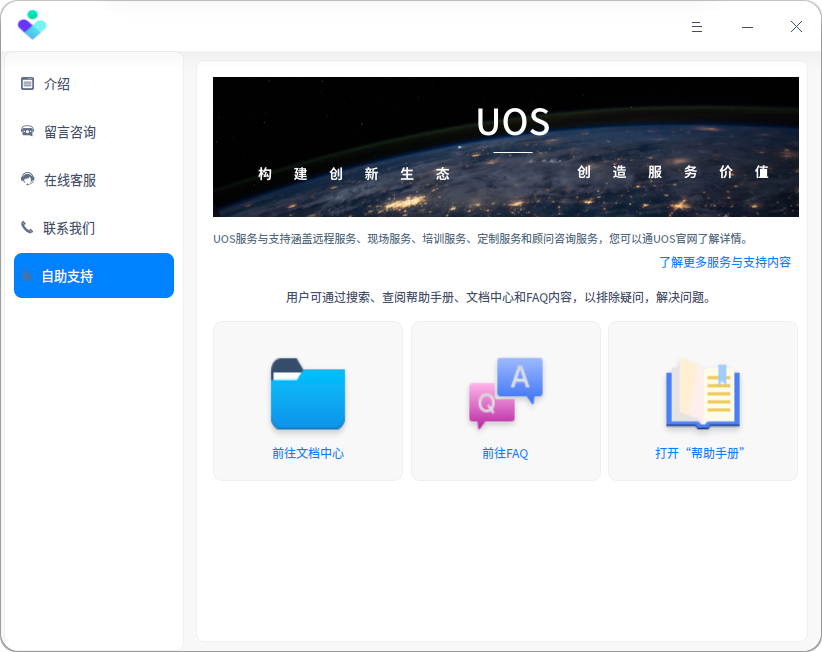 介绍
留言咨询
在线客服
联系我们
自助支持
UOS
构建创新生态 创造服务价值
UOS服务与支持涵盖远程服务、现场服务、培训服务、定制服务和顾问咨询服务，您可以通UOS官网了解详情。
了解更多服务与支持内容
用户可通过搜索、查阅帮助手册、文档中心和FAQ内容，以排除疑问，解决问题。
Q A
前往文档中心 前往FAQ 打开“帮助手册”